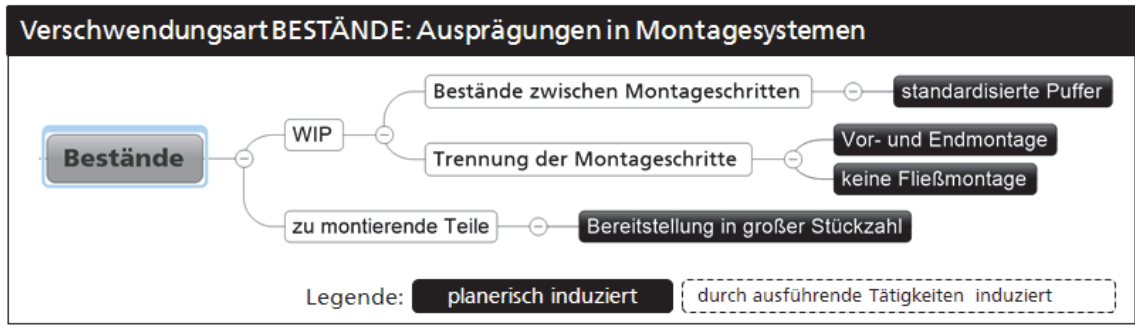 Verschwendungsart BESTÄNDE: Ausprägungen in Montagesystemen
Bestände zwischen Montageschritten
standardisierte Puffer
WIP
Vor- und Endmontage
Bestände
Trennung der Montageschritte
keine Fließmontage
zu montierende Teile
Bereitstellung in großer Stückzahl
Legende:
planerisch induziert
durch ausführende Tätigkeiten induziert